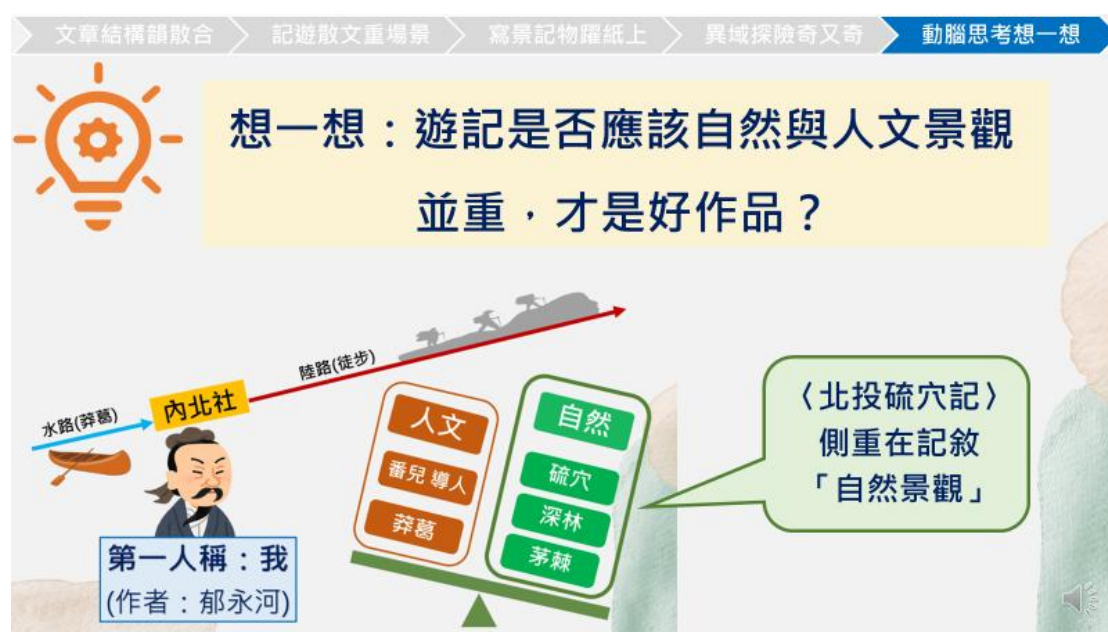 文章結構韻散合
記遊散文重場景
寫景記物躍紙上
異域探險奇又奇
動腦思考想一想
想一想：遊記是否應該自然與人文景觀
並重，才是好作品？
水路(莽葛)
內北社
陸路(徒步)
第一人稱：我
(作者：郁永河)
人文
番兒 導人
莽葛
自然
硫穴
深林
茅棘
〈北投硫穴記〉
側重在記敘
「自然景觀」